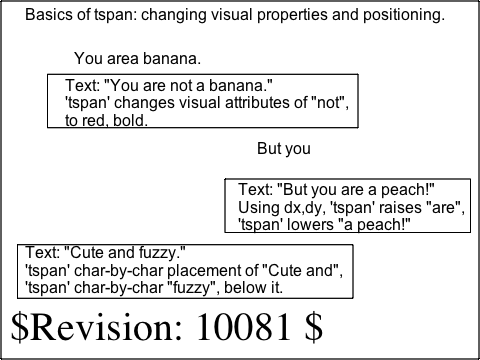 Basics of tspan: changing visual properties and positioning.
You area banana.
Text: "You are not a banana."
'tspan' changes visual attributes of "not",
to red, bold.
But you
Text: "But you are a peach!"
Using dx,dy, 'tspan' raises "are",
'tspan' lowers "a peach!"
Text: "Cute and fuzzy."
'tspan' char-by-char placement of "Cute and",
'tspan' char-by-char "fuzzy", below it.
$Revision: 10081 $